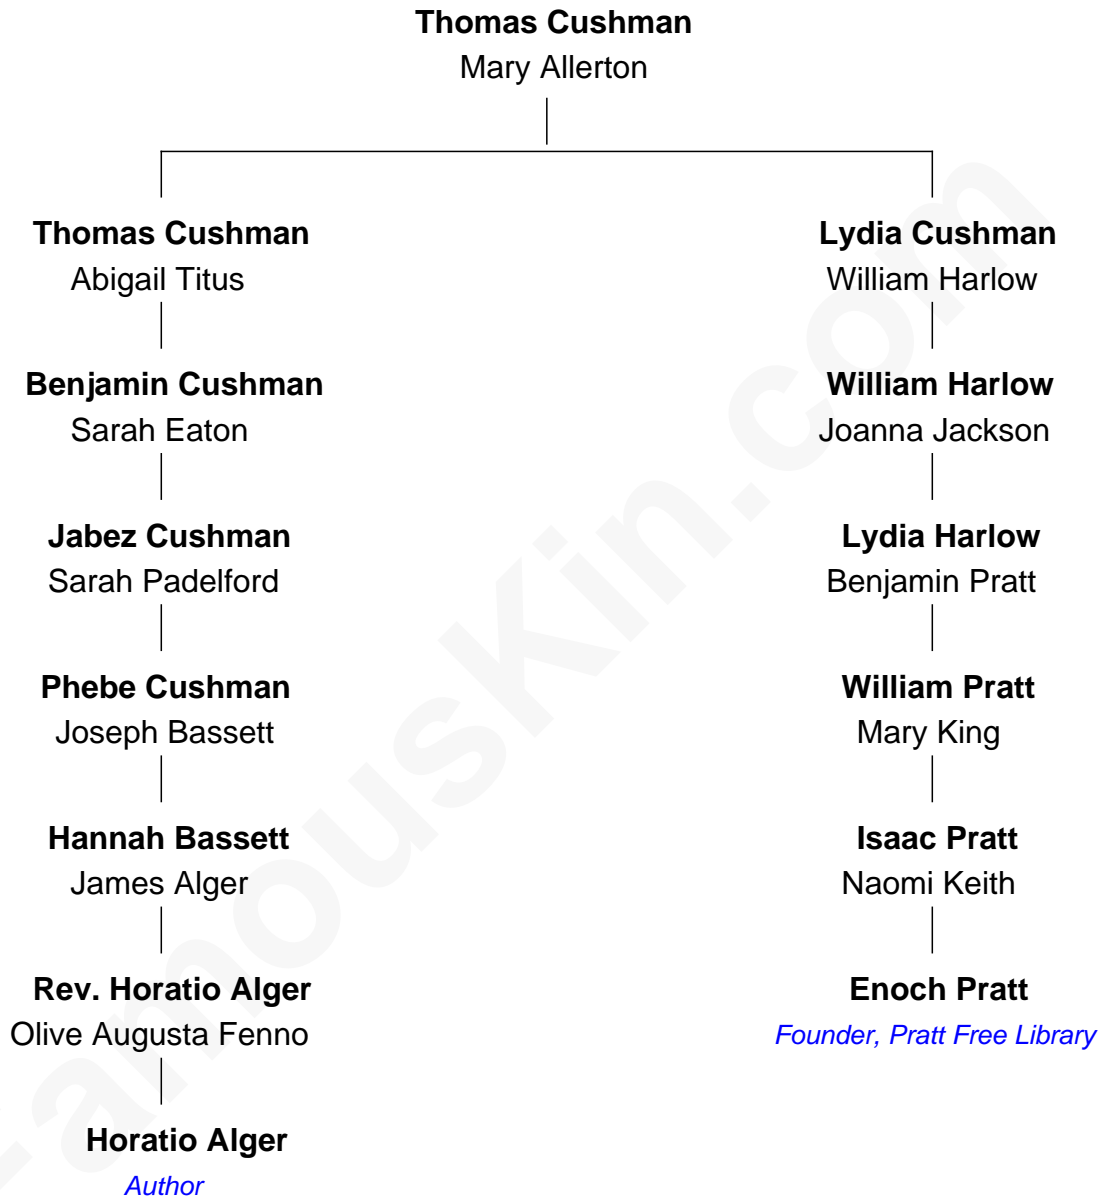 Thomas Cushman
Mary Allerton
Thomas Cushman
Abigail Titus
Benjamin Cushman
Sarah Eaton
Jabez Cushman
Sarah Padelford
Phebe Cushman
Joseph Bassett
Hannah Bassett
James Alger
Rev. Horatio Alger
Olive Augusta Fenno
Horatio Alger
Author
Lydia Cushman
William Harlow
William Harlow
Joanna Jackson
Lydia Harlow
Benjamin Pratt
William Pratt
Mary King
Isaac Pratt
Naomi Keith
Enoch Pratt
Founder, Pratt Free Library
FamousKin.com